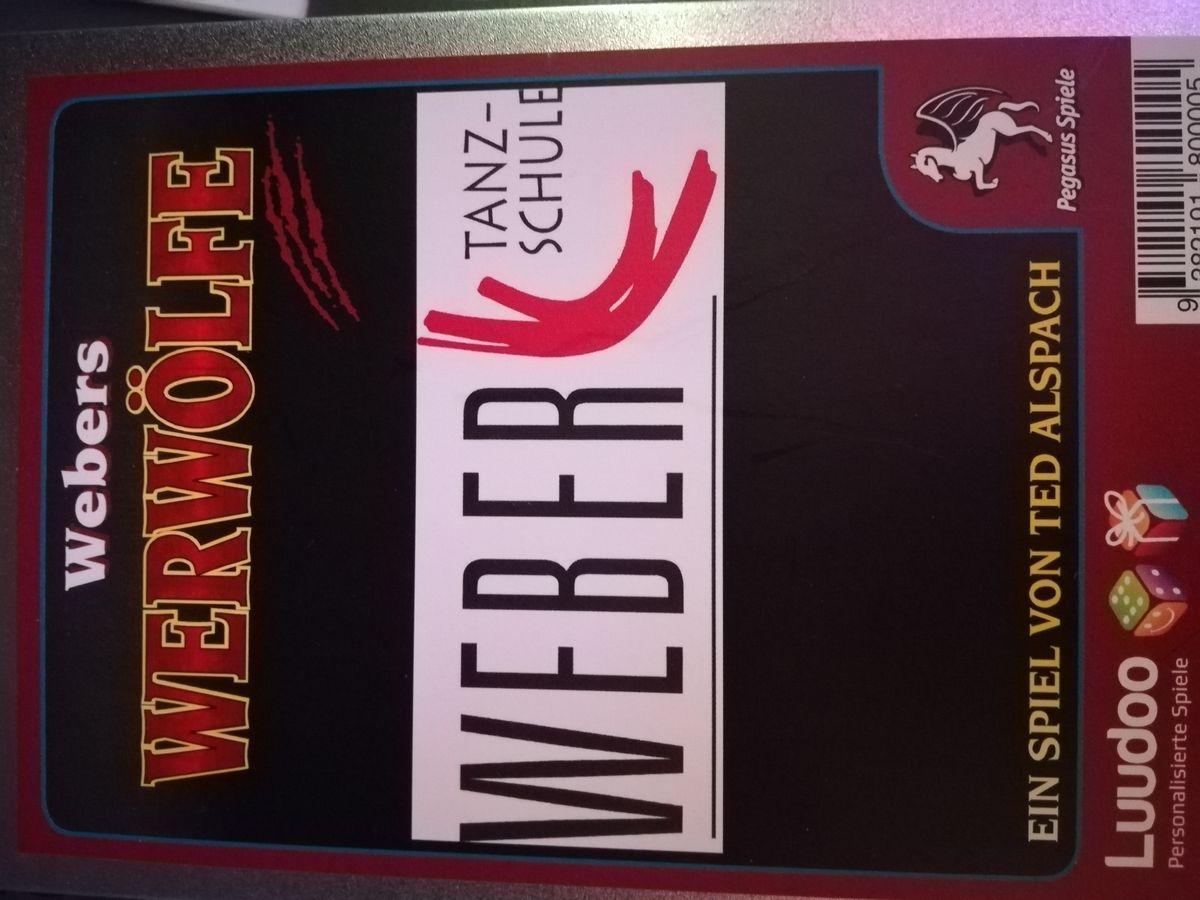 Webers
WERWÖLFE
TANZ-
SCHULE
WEBER
Pegasus Spiele
EIN SPIEL VON TED ALSPACH
Luudoo
Personalisierte Spiele